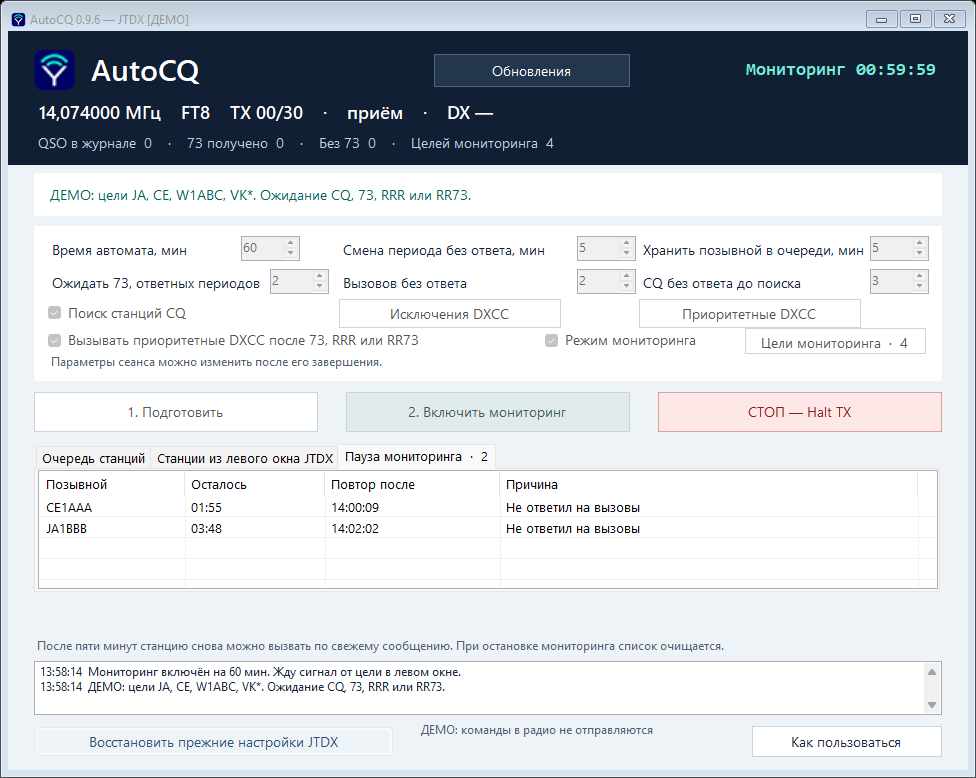 AutoCQ 0.9.6 — JTDX [ДЕМО]
AutoCQ
Обновления
Мониторинг 00:59:59
14,074000 МГц FT8 TX 00/30 · приём · DX —
QSO в журнале 0 · 73 получено 0 · Без 73 0 · Целей мониторинга 4
ДЕМО: цели JA, CE, W1ABC, VK*. Ожидание CQ, 73, RRR или RR73.
Время автомата, мин 60 Смена периода без ответа, мин 5 Хранить позывной в очереди, мин 5
Ожидать 73, ответных периодов 2 Вызовов без ответа 2 CQ без ответа до поиска 3
Поиск станций CQ Исключения DXCC Приоритетные DXCC
Вызывать приоритетные DXCC после 73, RRR или RR73 Режим мониторинга Цели мониторинга · 4
Параметры сеанса можно изменить после его завершения.
1. Подготовить 2. Включить мониторинг СТОП — Halt TX
Очередь станций Станции из левого окна JTDX Пауза мониторинга · 2
Позывной Осталось Повтор после Причина
CE1AAA 01:55 14:00:09 Не ответил на вызовы
JA1BBB 03:48 14:02:02 Не ответил на вызовы
После пяти минут станцию снова можно вызвать по свежему сообщению. При остановке мониторинга список очищается.
13:58:14 Мониторинг включён на 60 мин. Жду сигнал от цели в левом окне.
13:58:14 ДЕМО: цели JA, CE, W1ABC, VK*. Ожидание CQ, 73, RRR или RR73.
Восстановить прежние настройки JTDX ДЕМО: команды в радио не отправляются Как пользоваться